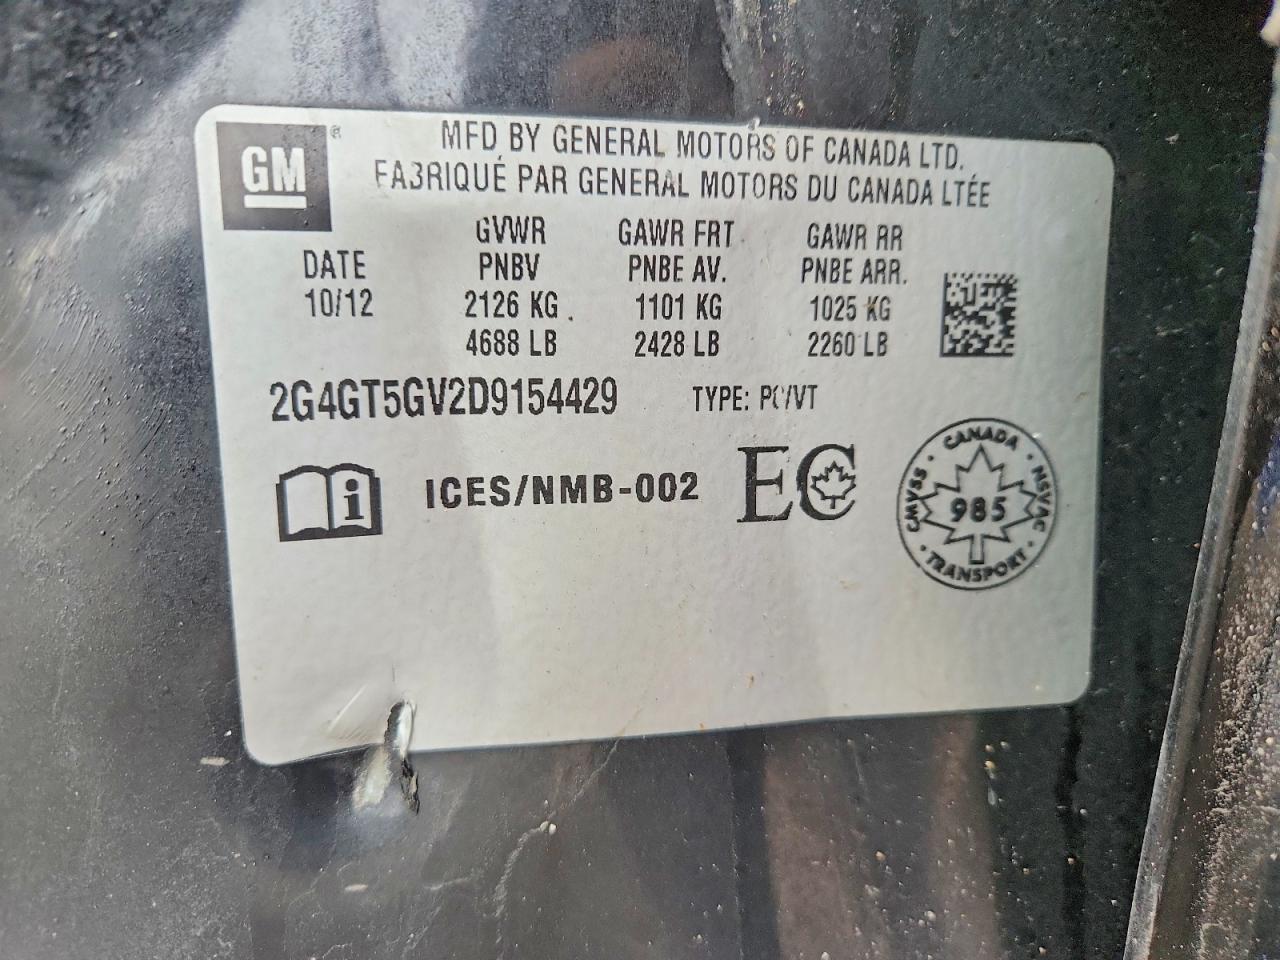 GM ®
MFD BY GENERAL MOTORS OF CANADA LTD.
FABRIQUÉ PAR GENERAL MOTORS DU CANADA LTÉE
GVWR GAWR FRT GAWR RR
DATE PNBV PNBE AV. PNBE ARR.
10/12 2126 KG 1101 KG 1025 KG
4688 LB 2428 LB 2260 LB
2G4GT5GV2D9154429 TYPE: PC/VT
i ICES/NMB-002 EC
CANADA
CMVSS 985 NSVAC
TRANSPORT